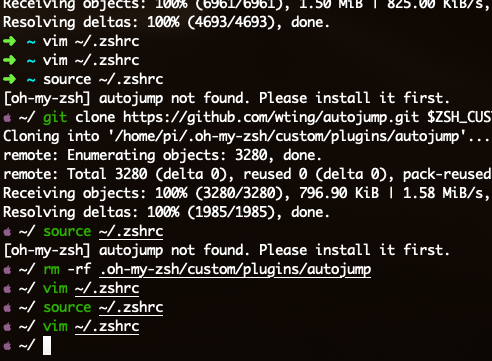 Receiving objects: 100% (6961/6961), 1.50 MiB | 825.00 KiB/s,
Resolving deltas: 100% (4693/4693), done.
➜ ~ vim ~/.zshrc
➜ ~ vim ~/.zshrc
➜ ~ source ~/.zshrc
[oh-my-zsh] autojump not found. Please install it first.
~/ git clone https://github.com/wting/autojump.git $ZSH_CUST
Cloning into '/home/pi/.oh-my-zsh/custom/plugins/autojump'...
remote: Enumerating objects: 3280, done.
remote: Total 3280 (delta 0), reused 0 (delta 0), pack-reused
Receiving objects: 100% (3280/3280), 796.90 KiB | 1.58 MiB/s,
Resolving deltas: 100% (1985/1985), done.
~/ source ~/.zshrc
[oh-my-zsh] autojump not found. Please install it first.
~/ rm -rf .oh-my-zsh/custom/plugins/autojump
~/ vim ~/.zshrc
~/ source ~/.zshrc
~/ vim ~/.zshrc
~/